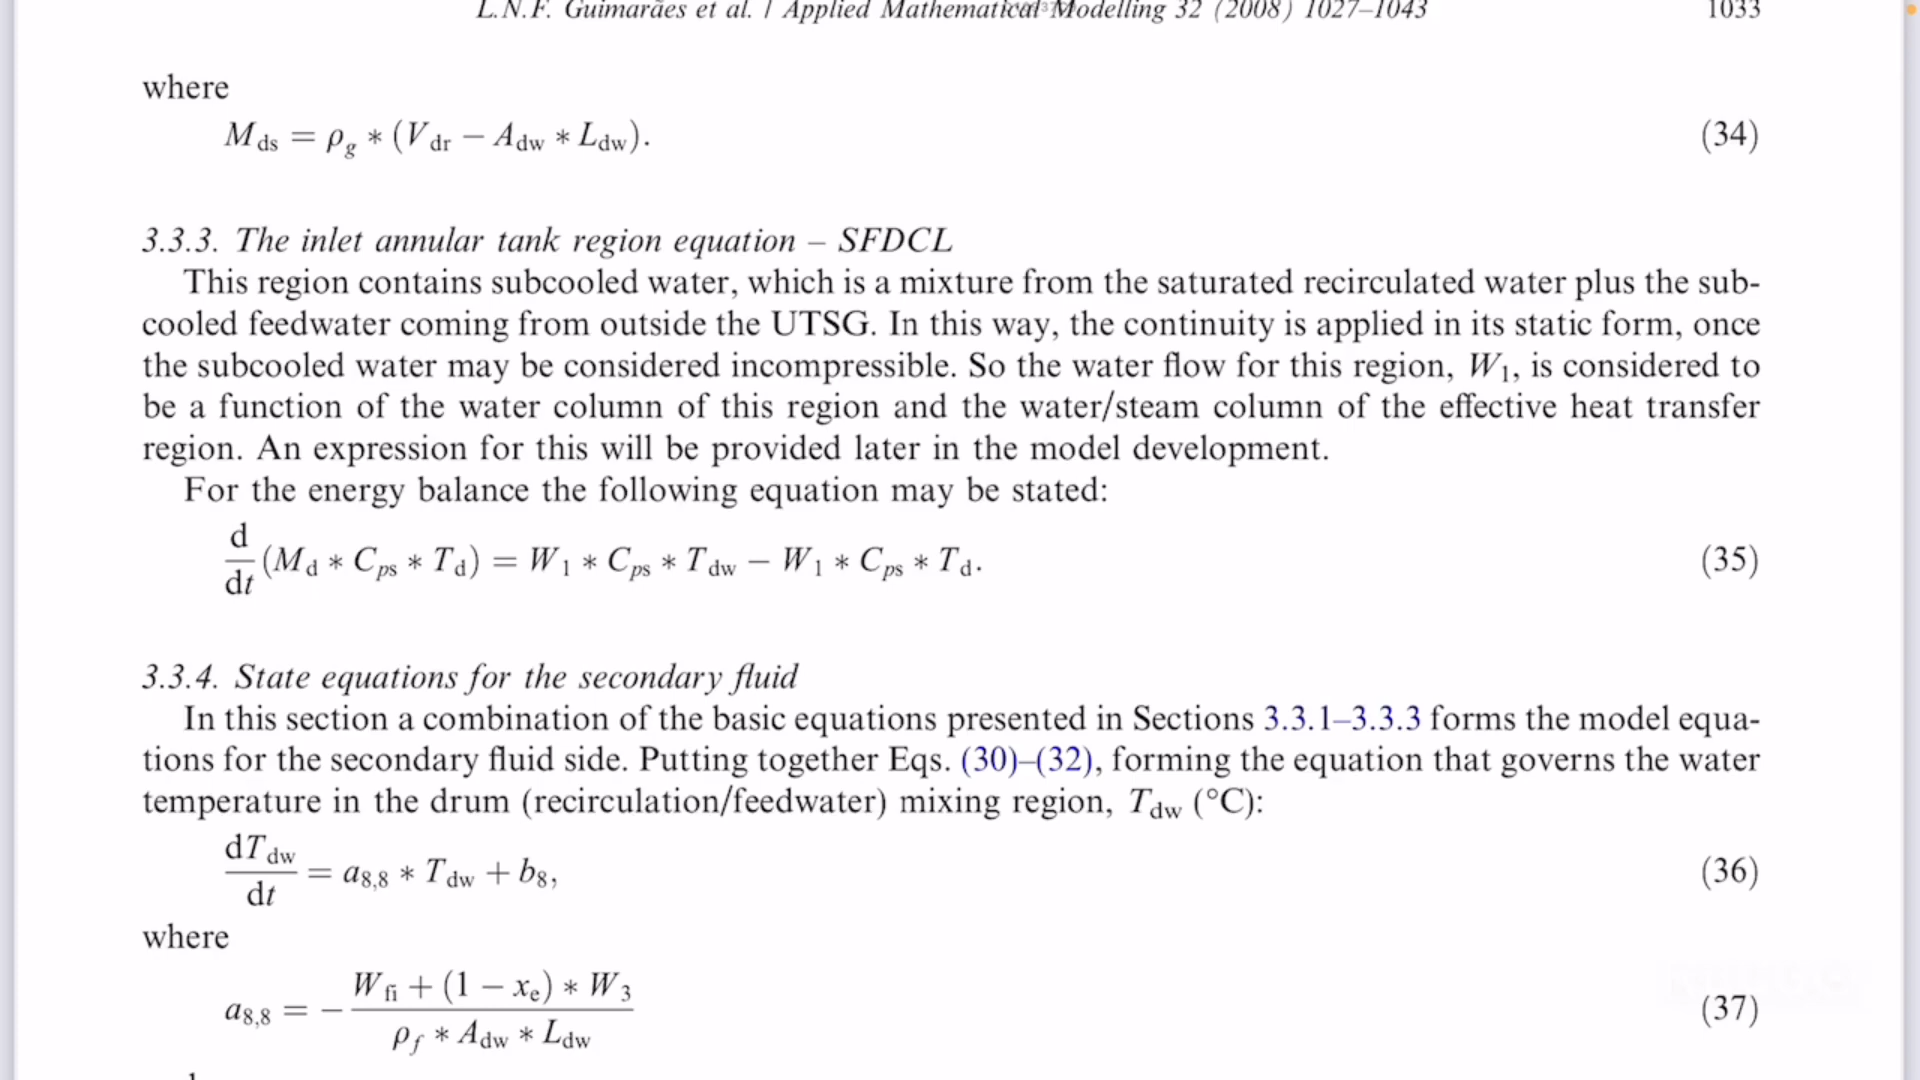 L.N.F. Guimarães et al. / Applied Mathematical Modelling 32 (2008) 1027–1043 1033
where
M_ds = ρ_g * (V_dr − A_dw * L_dw). (34)
3.3.3. The inlet annular tank region equation – SFDCL
This region contains subcooled water, which is a mixture from the saturated recirculated water plus the sub-
cooled feedwater coming from outside the UTSG. In this way, the continuity is applied in its static form, once
the subcooled water may be considered incompressible. So the water flow for this region, W_1, is considered to
be a function of the water column of this region and the water/steam column of the effective heat transfer
region. An expression for this will be provided later in the model development.
For the energy balance the following equation may be stated:
d/dt (M_d * C_ps * T_d) = W_1 * C_ps * T_dw − W_1 * C_ps * T_d. (35)
3.3.4. State equations for the secondary fluid
In this section a combination of the basic equations presented in Sections 3.3.1–3.3.3 forms the model equa-
tions for the secondary fluid side. Putting together Eqs. (30)–(32), forming the equation that governs the water
temperature in the drum (recirculation/feedwater) mixing region, T_dw (°C):
dT_dw/dt = a_8,8 * T_dw + b_8, (36)
where
a_8,8 = − (W_fi + (1 − x_e) * W_3) / (ρ_f * A_dw * L_dw) (37)